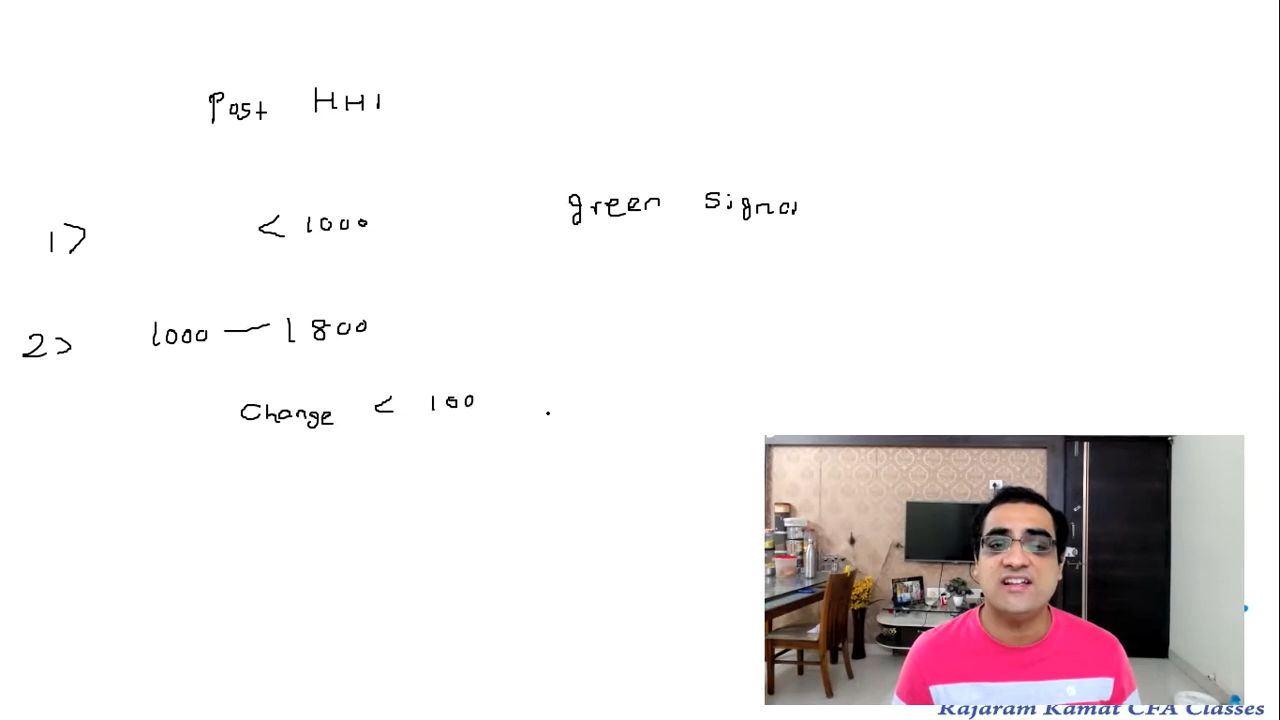 Post HHI
1> < 1000 green Signal
2> 1000 — 1800
Change < 100
Rajaram Kamat CFA Classes